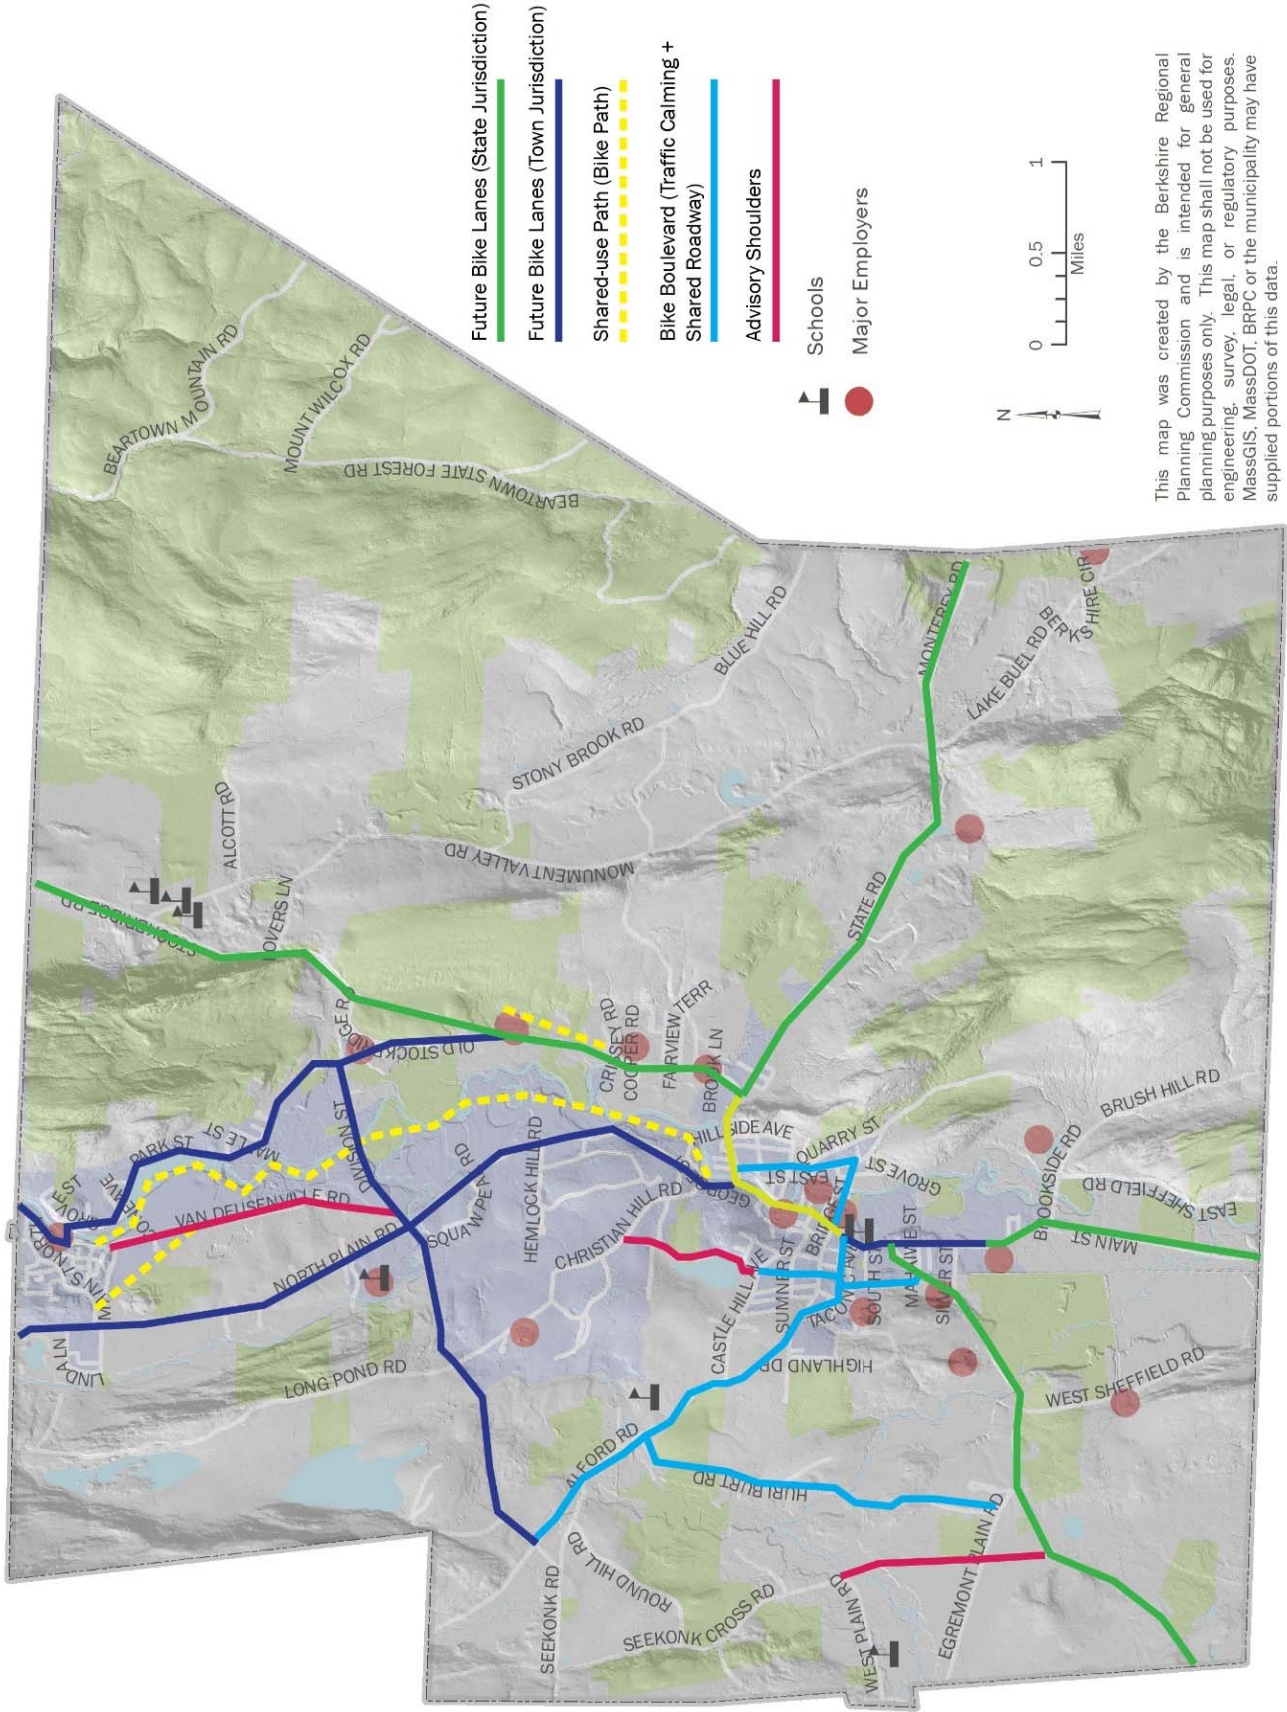 Future Bike Lanes (State Jurisdiction)
Future Bike Lanes (Town Jurisdiction)
Shared-use Path (Bike Path)
Bike Boulevard (Traffic Calming +
Shared Roadway)
Advisory Shoulders
Schools
Major Employers
N
0 0.5 1
Miles
This map was created by the Berkshire Regional
Planning Commission and is intended for general
planning purposes only. This map shall not be used for
engineering, survey, legal, or regulatory purposes.
MassGIS, MassDOT, BRPC or the municipality may have
supplied portions of this data.
BEARTOWN MOUNTAIN RD
MOUNT WILCOX RD
BEARTOWN STATE FOREST RD
BLUE HILL RD
STONY BROOK RD
MONUMENT VALLEY RD
ALCOTT RD
STOCKBRIDGE RD
LOVERS LN
MONTEREY RD
LAKE BUEL RD
BERKSHIRE CIR
STATE RD
CRISSEY RD
COOPER RD
FAIRVIEW TERR
BROOK LN
PARK ST
DIVISION ST
VAN DEUSENVILLE RD
NORTH PLAIN RD
HEMLOCK HILL RD
CHRISTIAN HILL RD
HILLSIDE AVE
QUARRY ST
EAST ST
GROVE ST
BRUSH HILL RD
BROOKSIDE RD
EAST SHEFFIELD RD
MAIN ST
SUMNER ST
CASTLE HILL AVE
HIGHLAND DR
LINDA LN
LONG POND RD
ALFORD RD
HURLBURT RD
WEST SHEFFIELD RD
ROUND HILL RD
SEEKONK RD
SEEKONK CROSS RD
WEST PLAIN RD
EGREMONT PLAIN RD